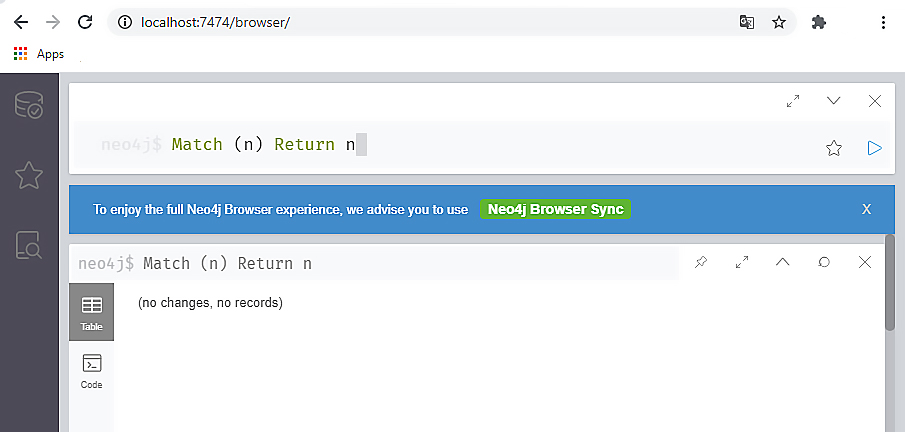 localhost:7474/browser/
Apps
neo4j$ Match (n) Return n
To enjoy the full Neo4j Browser experience, we advise you to use Neo4j Browser Sync X
neo4j$ Match (n) Return n
(no changes, no records)
Table
Code